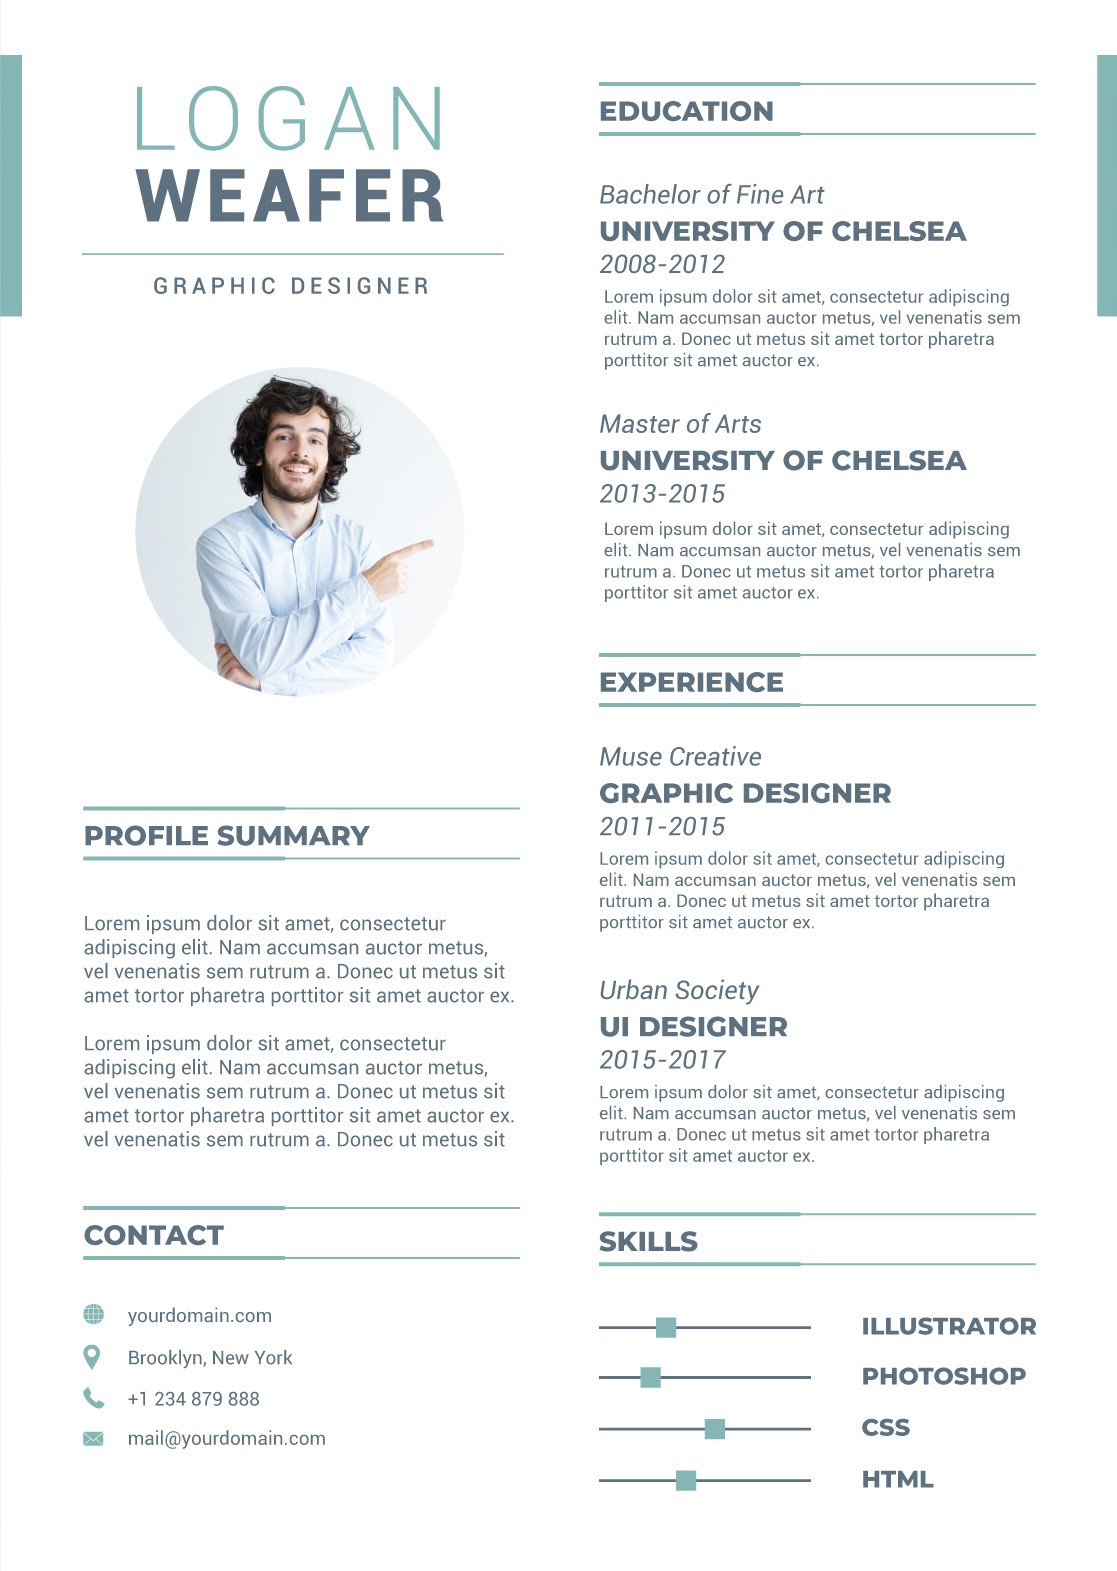 LOGAN
WEAFER
GRAPHIC DESIGNER
PROFILE SUMMARY
Lorem ipsum dolor sit amet, consectetur
adipiscing elit. Nam accumsan auctor metus,
vel venenatis sem rutrum a. Donec ut metus sit
amet tortor pharetra porttitor sit amet auctor ex.
Lorem ipsum dolor sit amet, consectetur
adipiscing elit. Nam accumsan auctor metus,
vel venenatis sem rutrum a. Donec ut metus sit
amet tortor pharetra porttitor sit amet auctor ex.
vel venenatis sem rutrum a. Donec ut metus sit
CONTACT
yourdomain.com
Brooklyn, New York
+1 234 879 888
mail@yourdomain.com
EDUCATION
Bachelor of Fine Art
UNIVERSITY OF CHELSEA
2008-2012
Lorem ipsum dolor sit amet, consectetur adipiscing
elit. Nam accumsan auctor metus, vel venenatis sem
rutrum a. Donec ut metus sit amet tortor pharetra
porttitor sit amet auctor ex.
Master of Arts
UNIVERSITY OF CHELSEA
2013-2015
Lorem ipsum dolor sit amet, consectetur adipiscing
elit. Nam accumsan auctor metus, vel venenatis sem
rutrum a. Donec ut metus sit amet tortor pharetra
porttitor sit amet auctor ex.
EXPERIENCE
Muse Creative
GRAPHIC DESIGNER
2011-2015
Lorem ipsum dolor sit amet, consectetur adipiscing
elit. Nam accumsan auctor metus, vel venenatis sem
rutrum a. Donec ut metus sit amet tortor pharetra
porttitor sit amet auctor ex.
Urban Society
UI DESIGNER
2015-2017
Lorem ipsum dolor sit amet, consectetur adipiscing
elit. Nam accumsan auctor metus, vel venenatis sem
rutrum a. Donec ut metus sit amet tortor pharetra
porttitor sit amet auctor ex.
SKILLS
ILLUSTRATOR
PHOTOSHOP
CSS
HTML